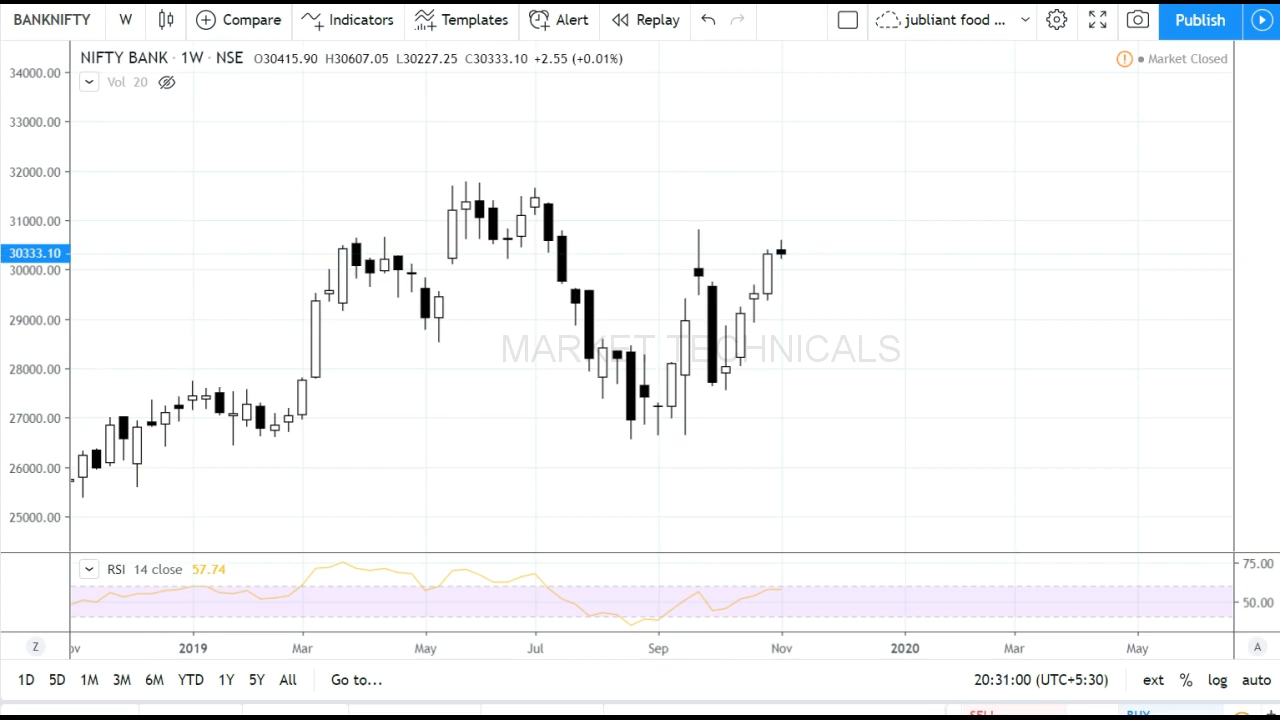 BANKNIFTY W Compare Indicators Templates Alert Replay jubliant food ... Publish
NIFTY BANK · 1W · NSE O30415.90 H30607.05 L30227.25 C30333.10 +2.55 (+0.01%) Market Closed
Vol 20
34000.00
33000.00
32000.00
31000.00
30333.10
30000.00
29000.00
28000.00
27000.00
26000.00
25000.00
MARKET TECHNICALS
RSI 14 close 57.74
75.00
50.00
Z 2019 Mar May Jul Sep Nov 2020 Mar May A
1D 5D 1M 3M 6M YTD 1Y 5Y All Go to... 20:31:00 (UTC+5:30) ext % log auto